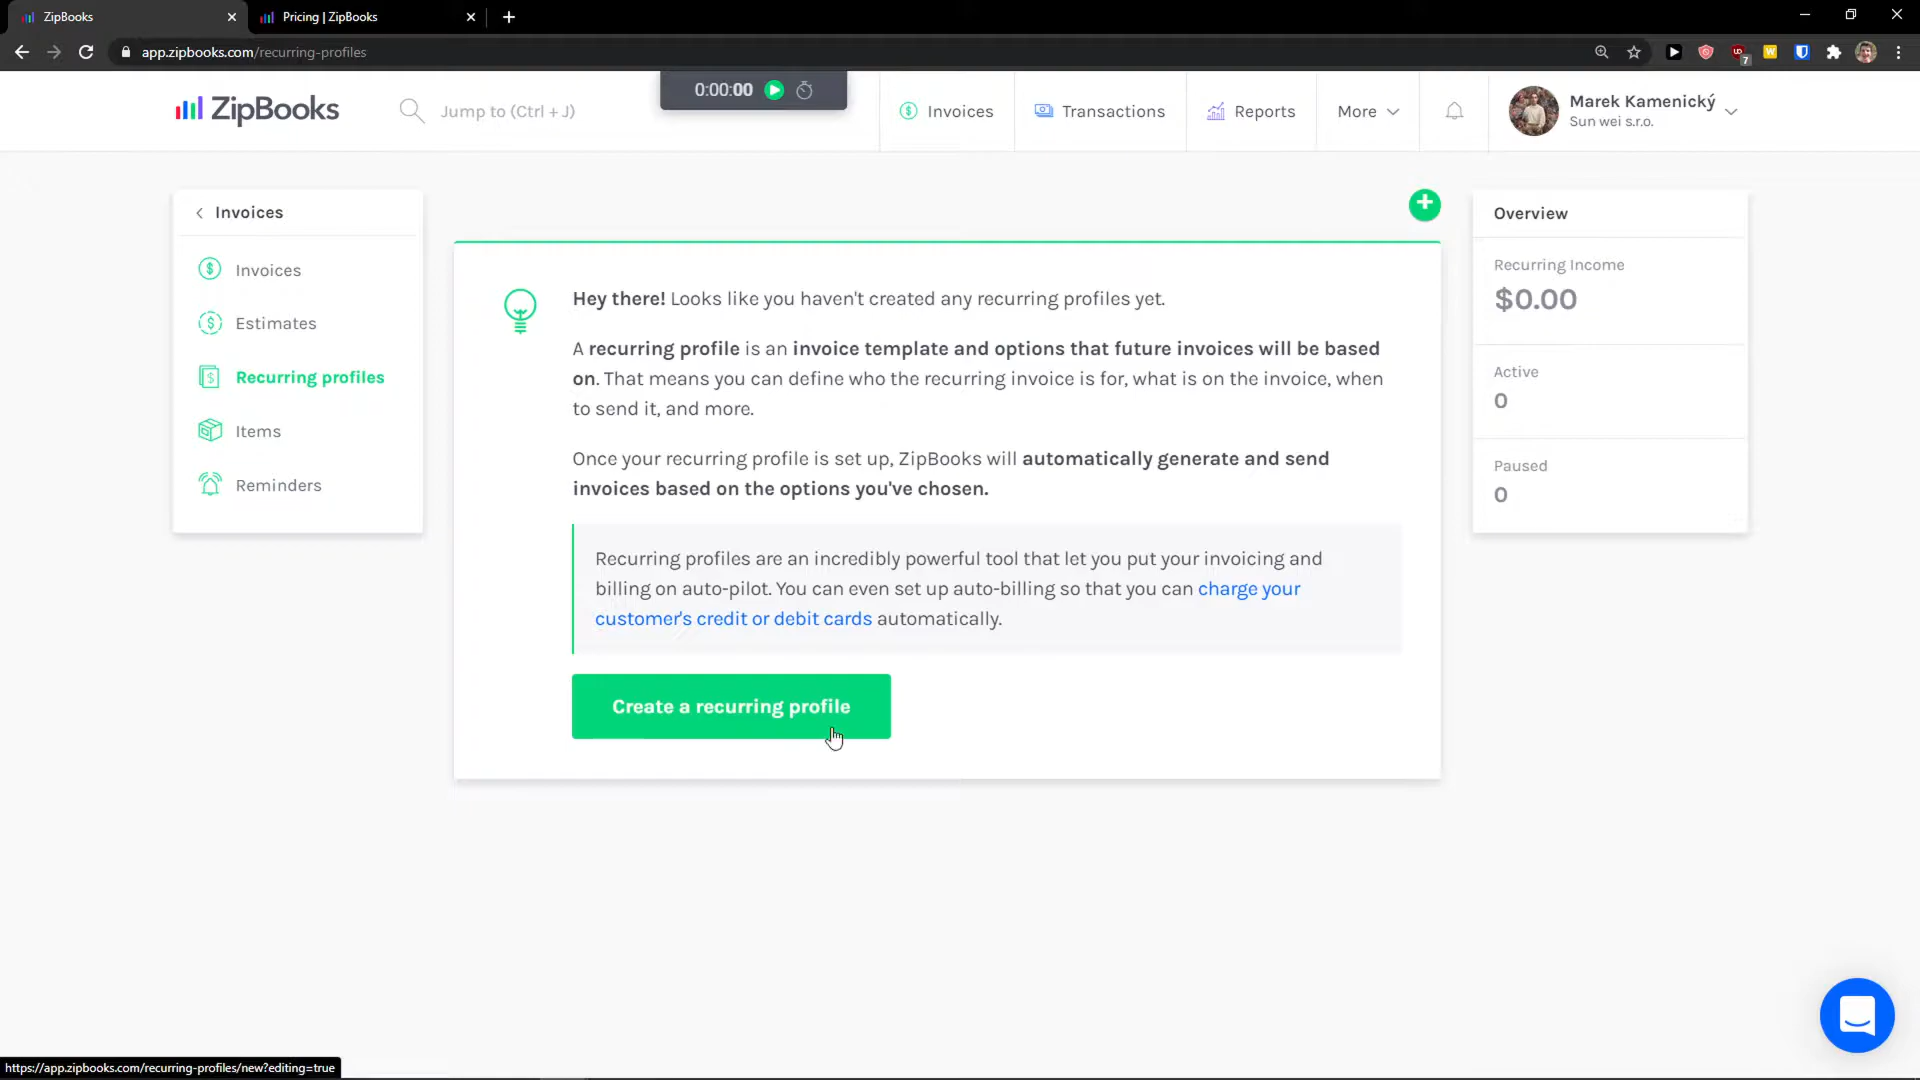 ZipBooks
Pricing | ZipBooks
app.zipbooks.com/recurring-profiles
7
ZipBooks
Jump to (Ctrl + J)
0:00:00
Invoices
Transactions
Reports
More
Marek Kamenický
Sun wei s.r.o.
Invoices
Invoices
Estimates
Recurring profiles
Items
Reminders
Hey there! Looks like you haven't created any recurring profiles yet.
A recurring profile is an invoice template and options that future invoices will be based
on. That means you can define who the recurring invoice is for, what is on the invoice, when
to send it, and more.
Once your recurring profile is set up, ZipBooks will automatically generate and send
invoices based on the options you've chosen.
Recurring profiles are an incredibly powerful tool that let you put your invoicing and
billing on auto-pilot. You can even set up auto-billing so that you can charge your
customer's credit or debit cards automatically.
Create a recurring profile
Overview
Recurring Income
$0.00
Active
0
Paused
0
https://app.zipbooks.com/recurring-profiles/new?editing=true